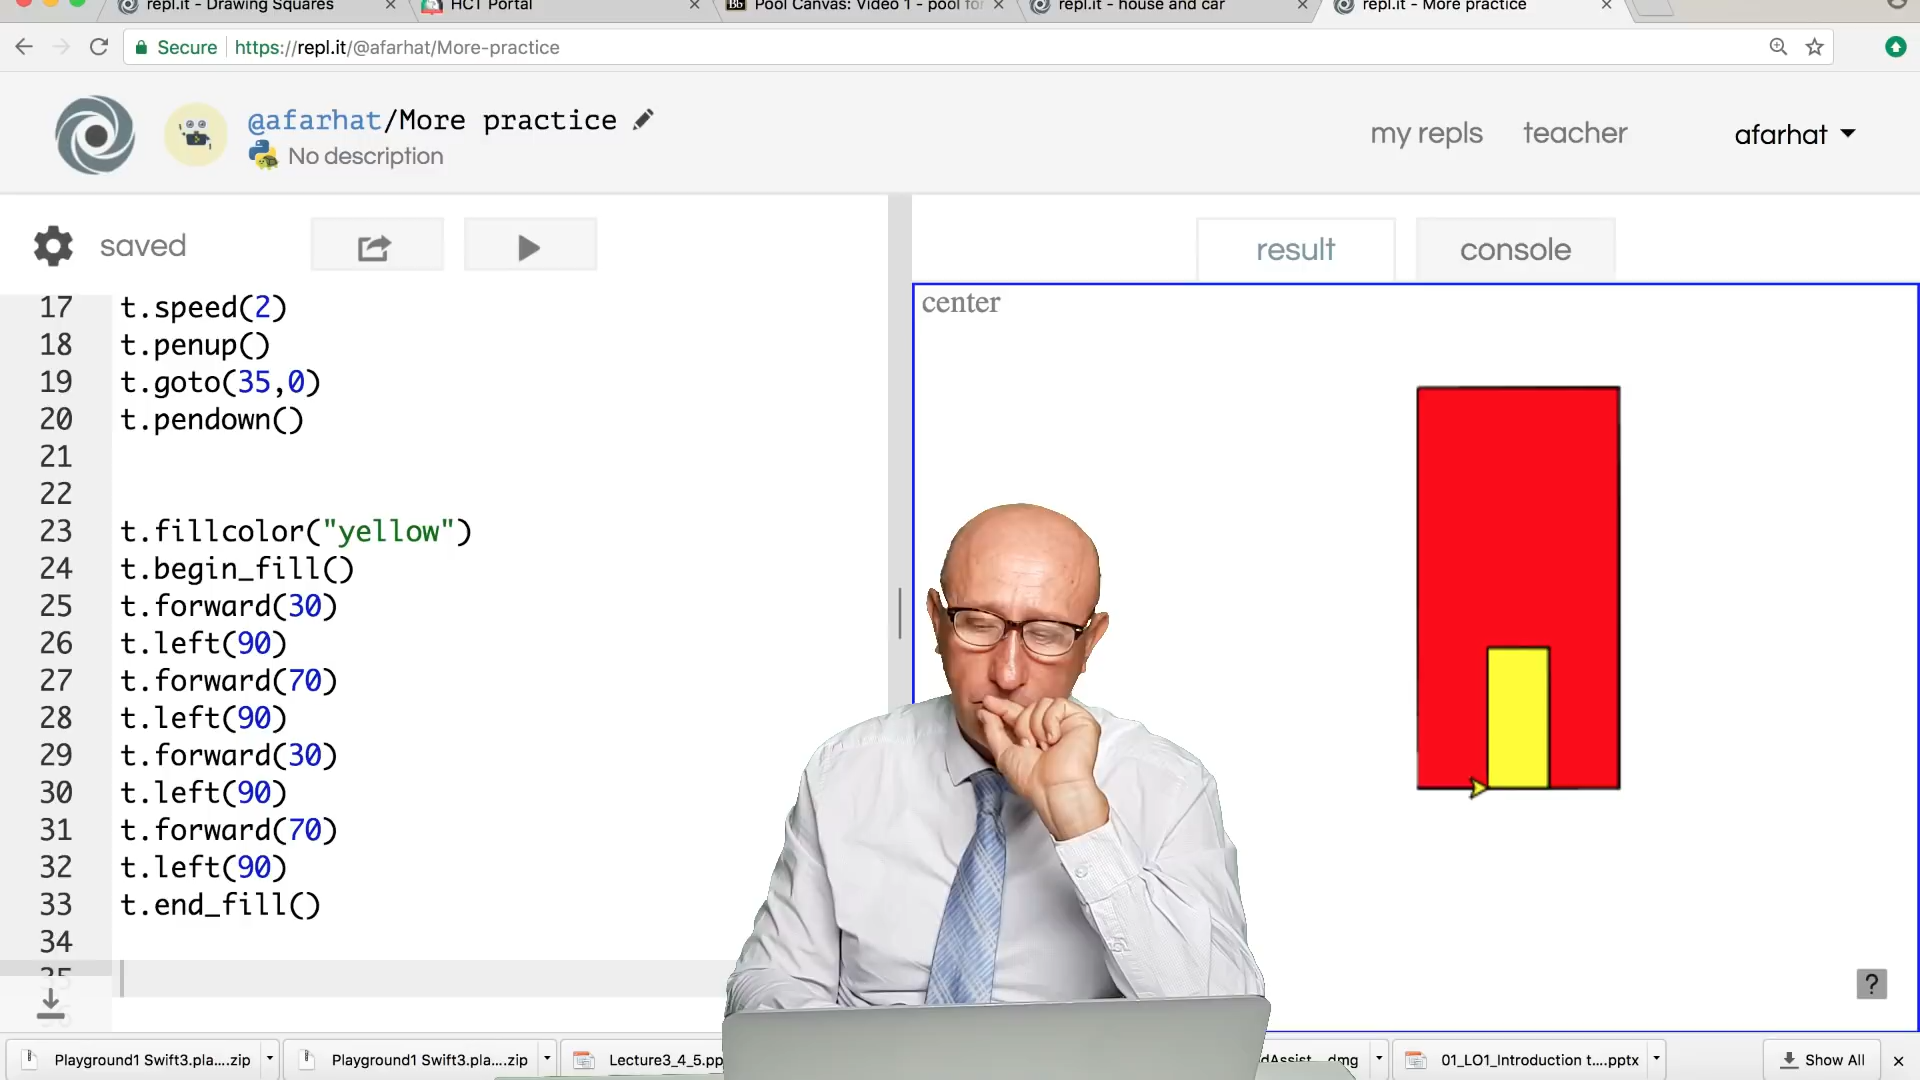 repl.it - Drawing Squares
HCT Portal
Pool Canvas: Video 1 - pool for
repl.it - house and car
repl.it - More practice
Secure
https://repl.it/@afarhat/More-practice
@afarhat/More practice
No description
my repls
teacher
afarhat
saved
result
console
17 t.speed(2)
18 t.penup()
19 t.goto(35,0)
20 t.pendown()
21
22
23 t.fillcolor("yellow")
24 t.begin_fill()
25 t.forward(30)
26 t.left(90)
27 t.forward(70)
28 t.left(90)
29 t.forward(30)
30 t.left(90)
31 t.forward(70)
32 t.left(90)
33 t.end_fill()
34
35
center
?
Playground1 Swift3.pla....zip
Playground1 Swift3.pla....zip
Lecture3_4_5.pp
dAssist....dmg
01_LO1_Introduction t....pptx
Show All